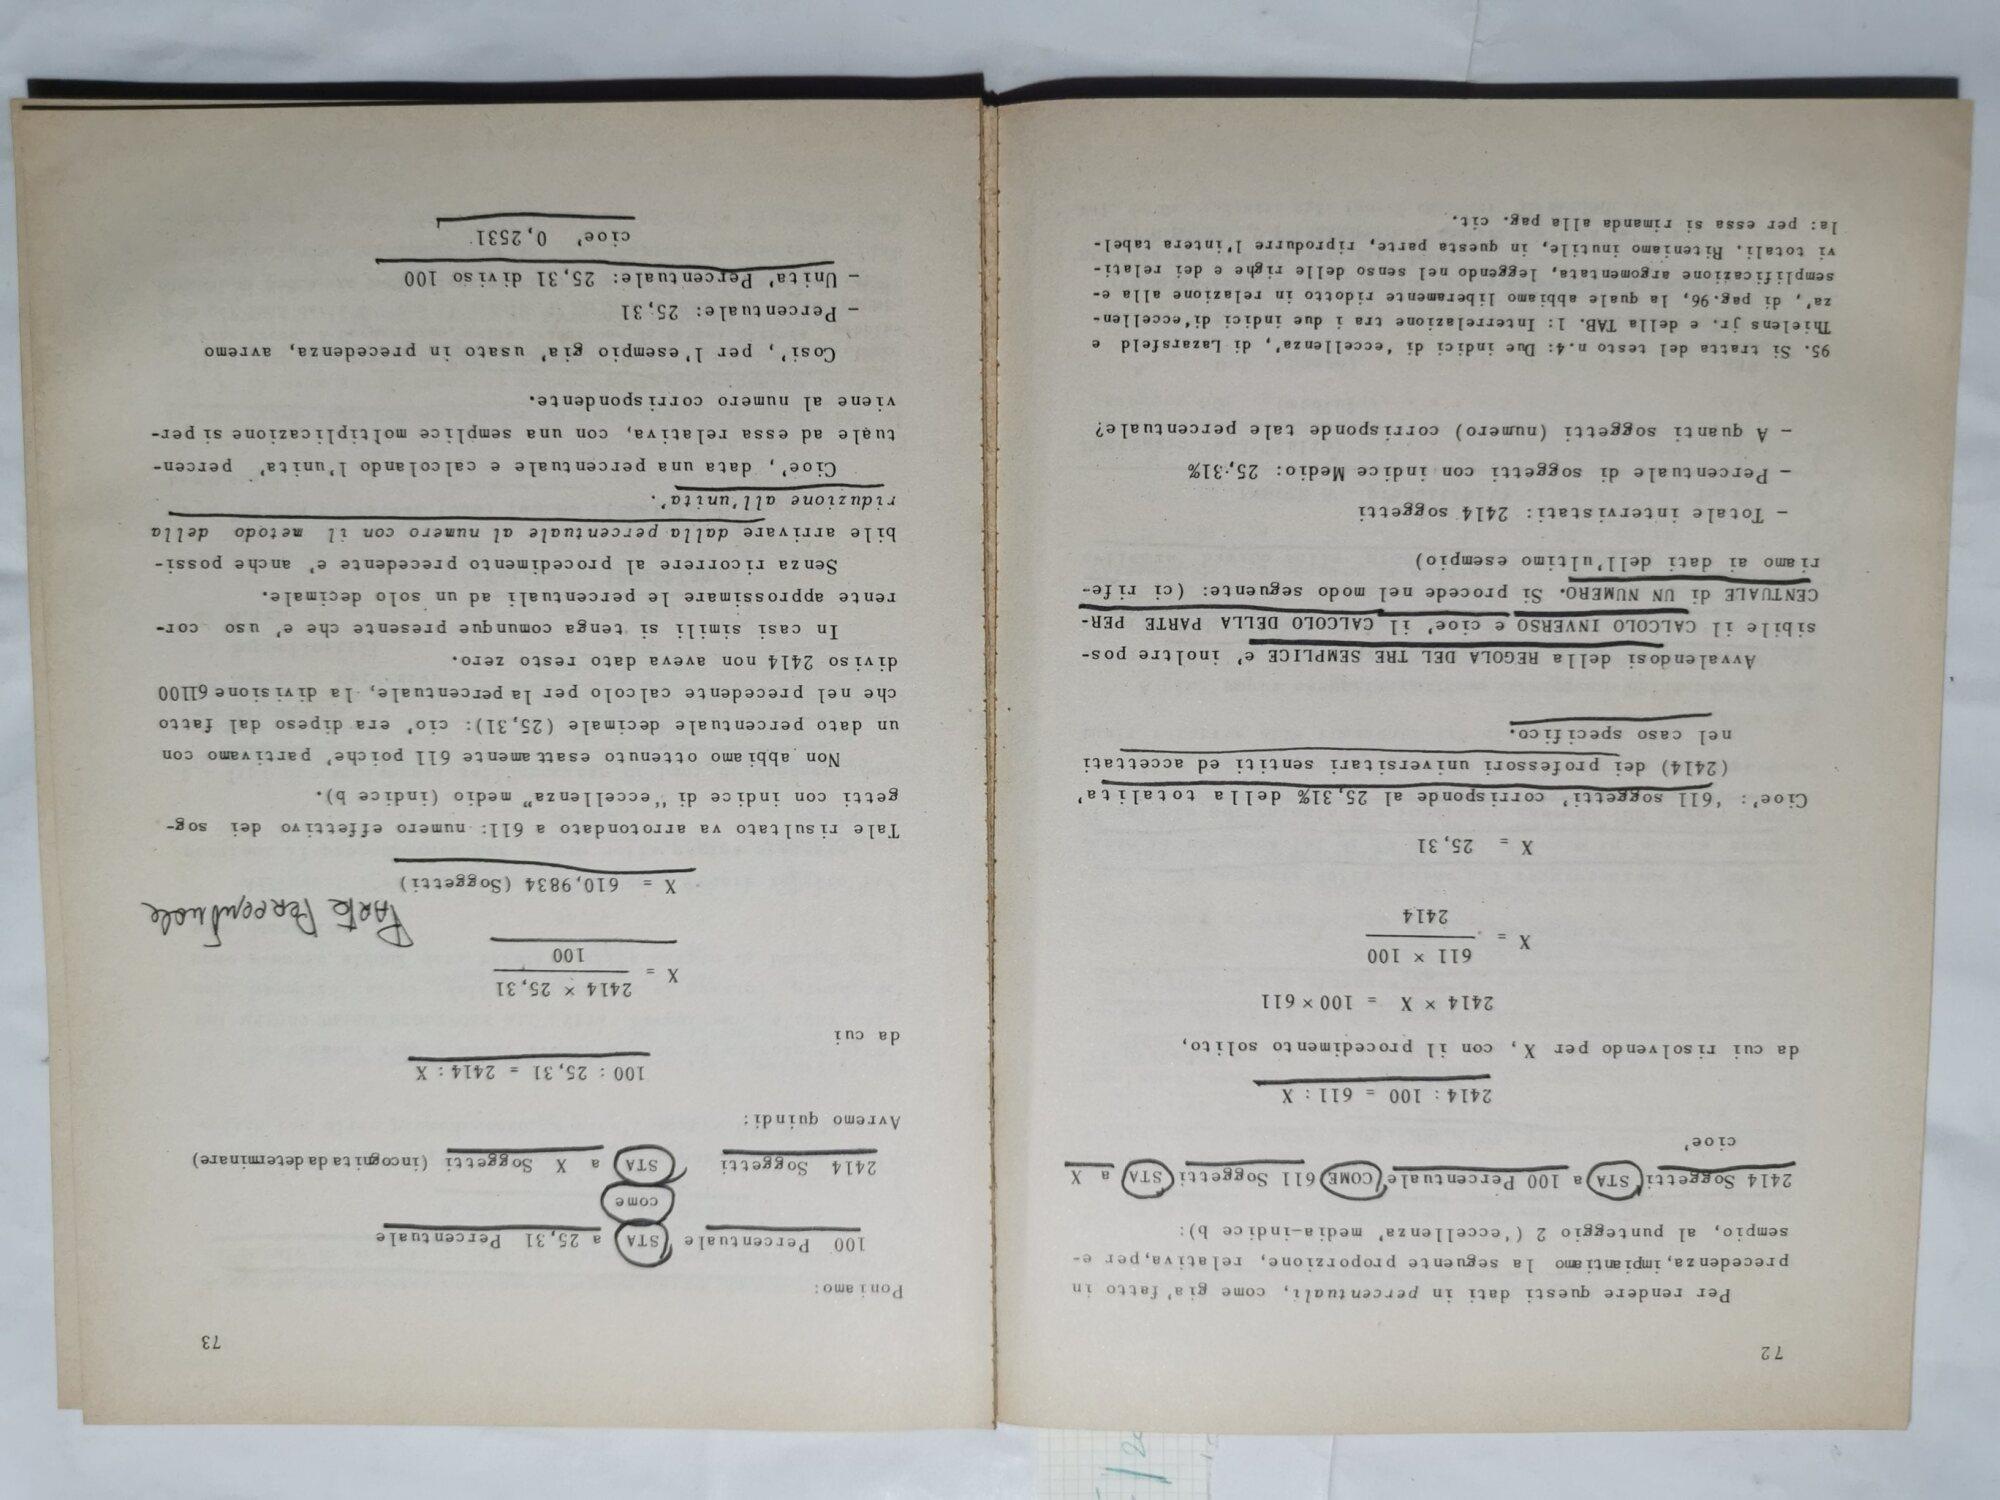 72
Per rendere questi dati in percentuali, come gia' fatto in
precedenza, impiantiamo la seguente proporzione, relativa, per e-
sempio, al punteggio 2 ('eccellenza' media-indice b):
2414 Soggetti STA a 100 Percentuale COME 611 Soggetti STA a X
cioe'
2414 : 100 = 611 : X
da cui risolvendo per X, con il procedimento solito,
2414 × X = 100 × 611
X = 611 × 100
2414
X = 25,31
Cioe': '611 soggetti' corrisponde al 25,31% della totalita'
(2414) dei professori universitari sentiti ed accettati
nel caso specifico.
Avvalendosi della REGOLA DEL TRE SEMPLICE e' inoltre pos-
sibile il CALCOLO INVERSO e cioe' il CALCOLO DELLA PARTE PER-
CENTUALE di UN NUMERO. Si procede nel modo seguente: (ci rife-
riamo ai dati dell'ultimo esempio)
- Totale intervistati: 2414 soggetti
- Percentuale di soggetti con indice Medio: 25,31%
- A quanti soggetti (numero) corrisponde tale percentuale?
95. Si tratta del testo n.4: Due indici di 'eccellenza', di Lazarsfeld e
Thielens jr. e della TAB. 1: Interrelazione tra i due indici di'eccellen-
za', di pag.96, la quale abbiamo liberamente ridotto in relazione alla e-
semplificazione argomentata, leggendo nel senso delle righe e dei relati-
vi totali. Riteniamo inutile, in questa parte, riprodurre l'intera tabel-
la: per essa si rimanda alla pag. cit.
73
Poniamo:
100 Percentuale STA a 25,31 Percentuale
come
2414 Soggetti STA a X Soggetti (incognita da determinare)
Avremo quindi:
100 : 25,31 = 2414 : X
da cui
X = 2414 × 25,31
100
Parte Percentuale
X = 610,9834 (Soggetti)
Tale risultato va arrotondato a 611: numero effettivo dei sog-
getti con indice di "eccellenza" medio (indice b).
Non abbiamo ottenuto esattamente 611 poiche' partivamo con
un dato percentuale decimale (25,31): cio' era dipeso dal fatto
che nel precedente calcolo per la percentuale, la divisione 61100
diviso 2414 non aveva dato resto zero.
In casi simili si tenga comunque presente che e' uso cor-
rente approssimare le percentuali ad un solo decimale.
Senza ricorrere al procedimento precedente e' anche possi-
bile arrivare dalla percentuale al numero con il metodo della
riduzione all'unita'.
Cioe', data una percentuale e calcolando l'unita' percen-
tuale ad essa relativa, con una semplice moltiplicazione si per-
viene al numero corrispondente.
Cosi', per l'esempio gia' usato in precedenza, avremo
- Percentuale: 25,31
- Unita' Percentuale: 25,31 diviso 100
cioe' 0,2531